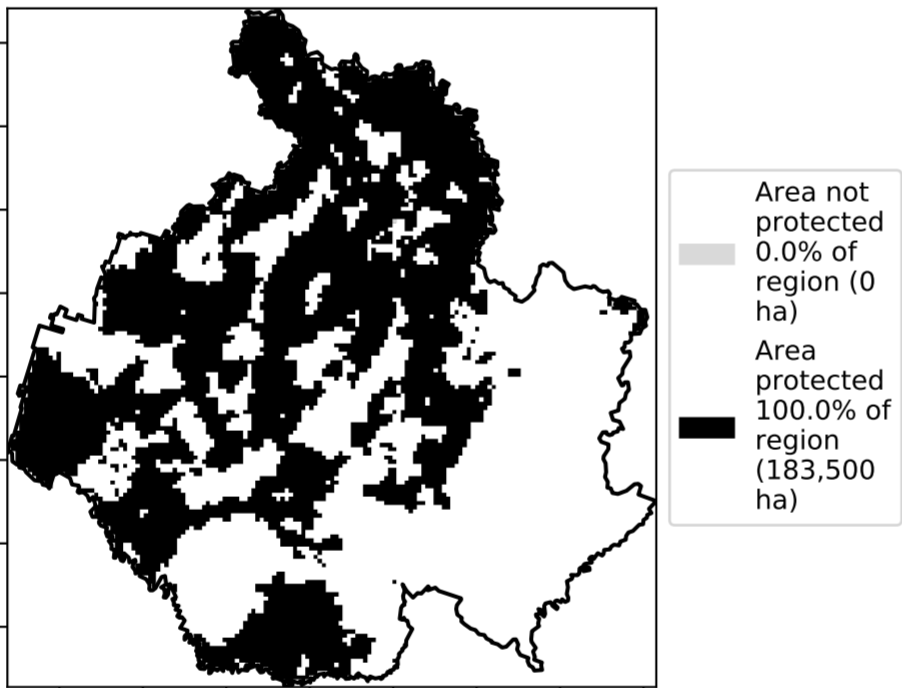 Area not
protected
0.0% of
region (0
ha)
Area
protected
100.0% of
region
(183,500
ha)